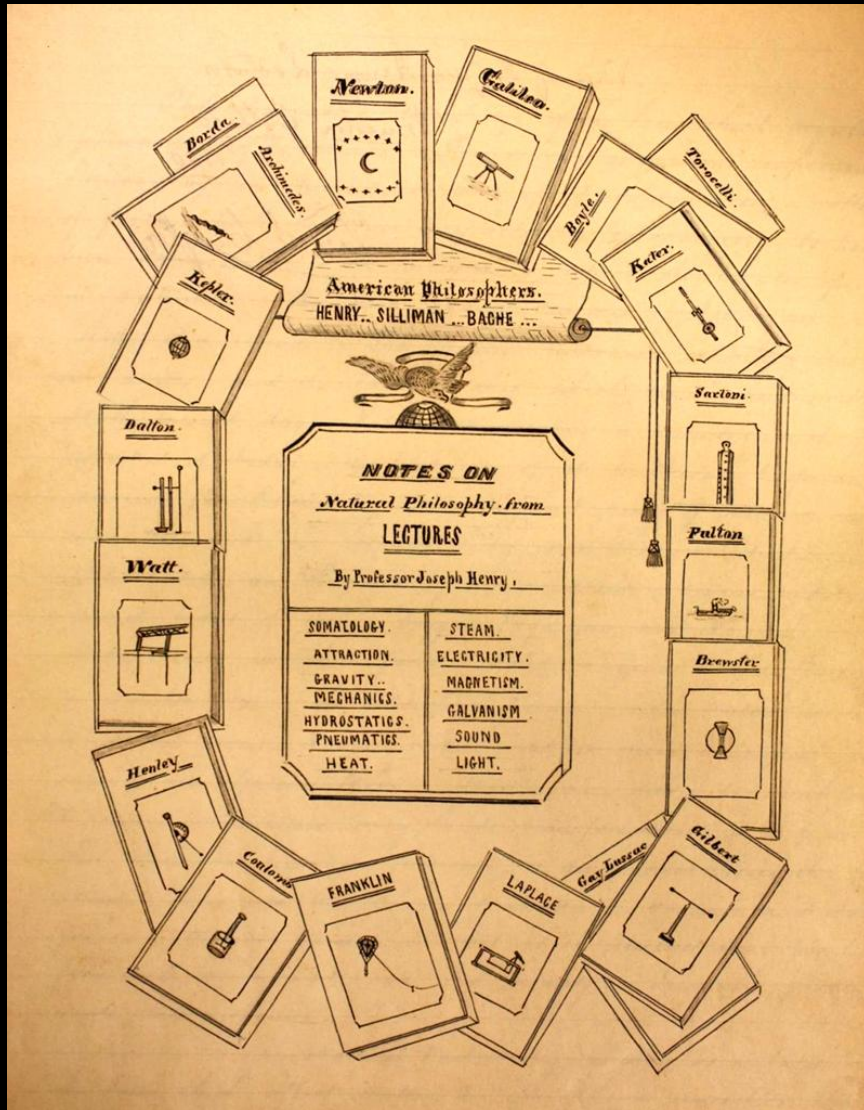 Newton.
Galileo.
Borda.
Archimedes.
Torocelli.
Boyle.
Kater.
Kepler.
American Philosophers.
HENRY.. SILLIMAN ... BACHE ...
Dalton.
Saxtoni.
Watt.
Fulton
Brewster
NOTES ON
Natural Philosophy. from
LECTURES
By Professor Joseph Henry.
SOMATOLOGY.
ATTRACTION.
GRAVITY..
MECHANICS.
HYDROSTATICS.
PNEUMATICS.
HEAT.
STEAM.
ELECTRICITY.
MAGNETISM.
GALVANISM
SOUND
LIGHT.
Henley
Coulomb
FRANKLIN
LAPLACE
Gay Lussac
Gilbert